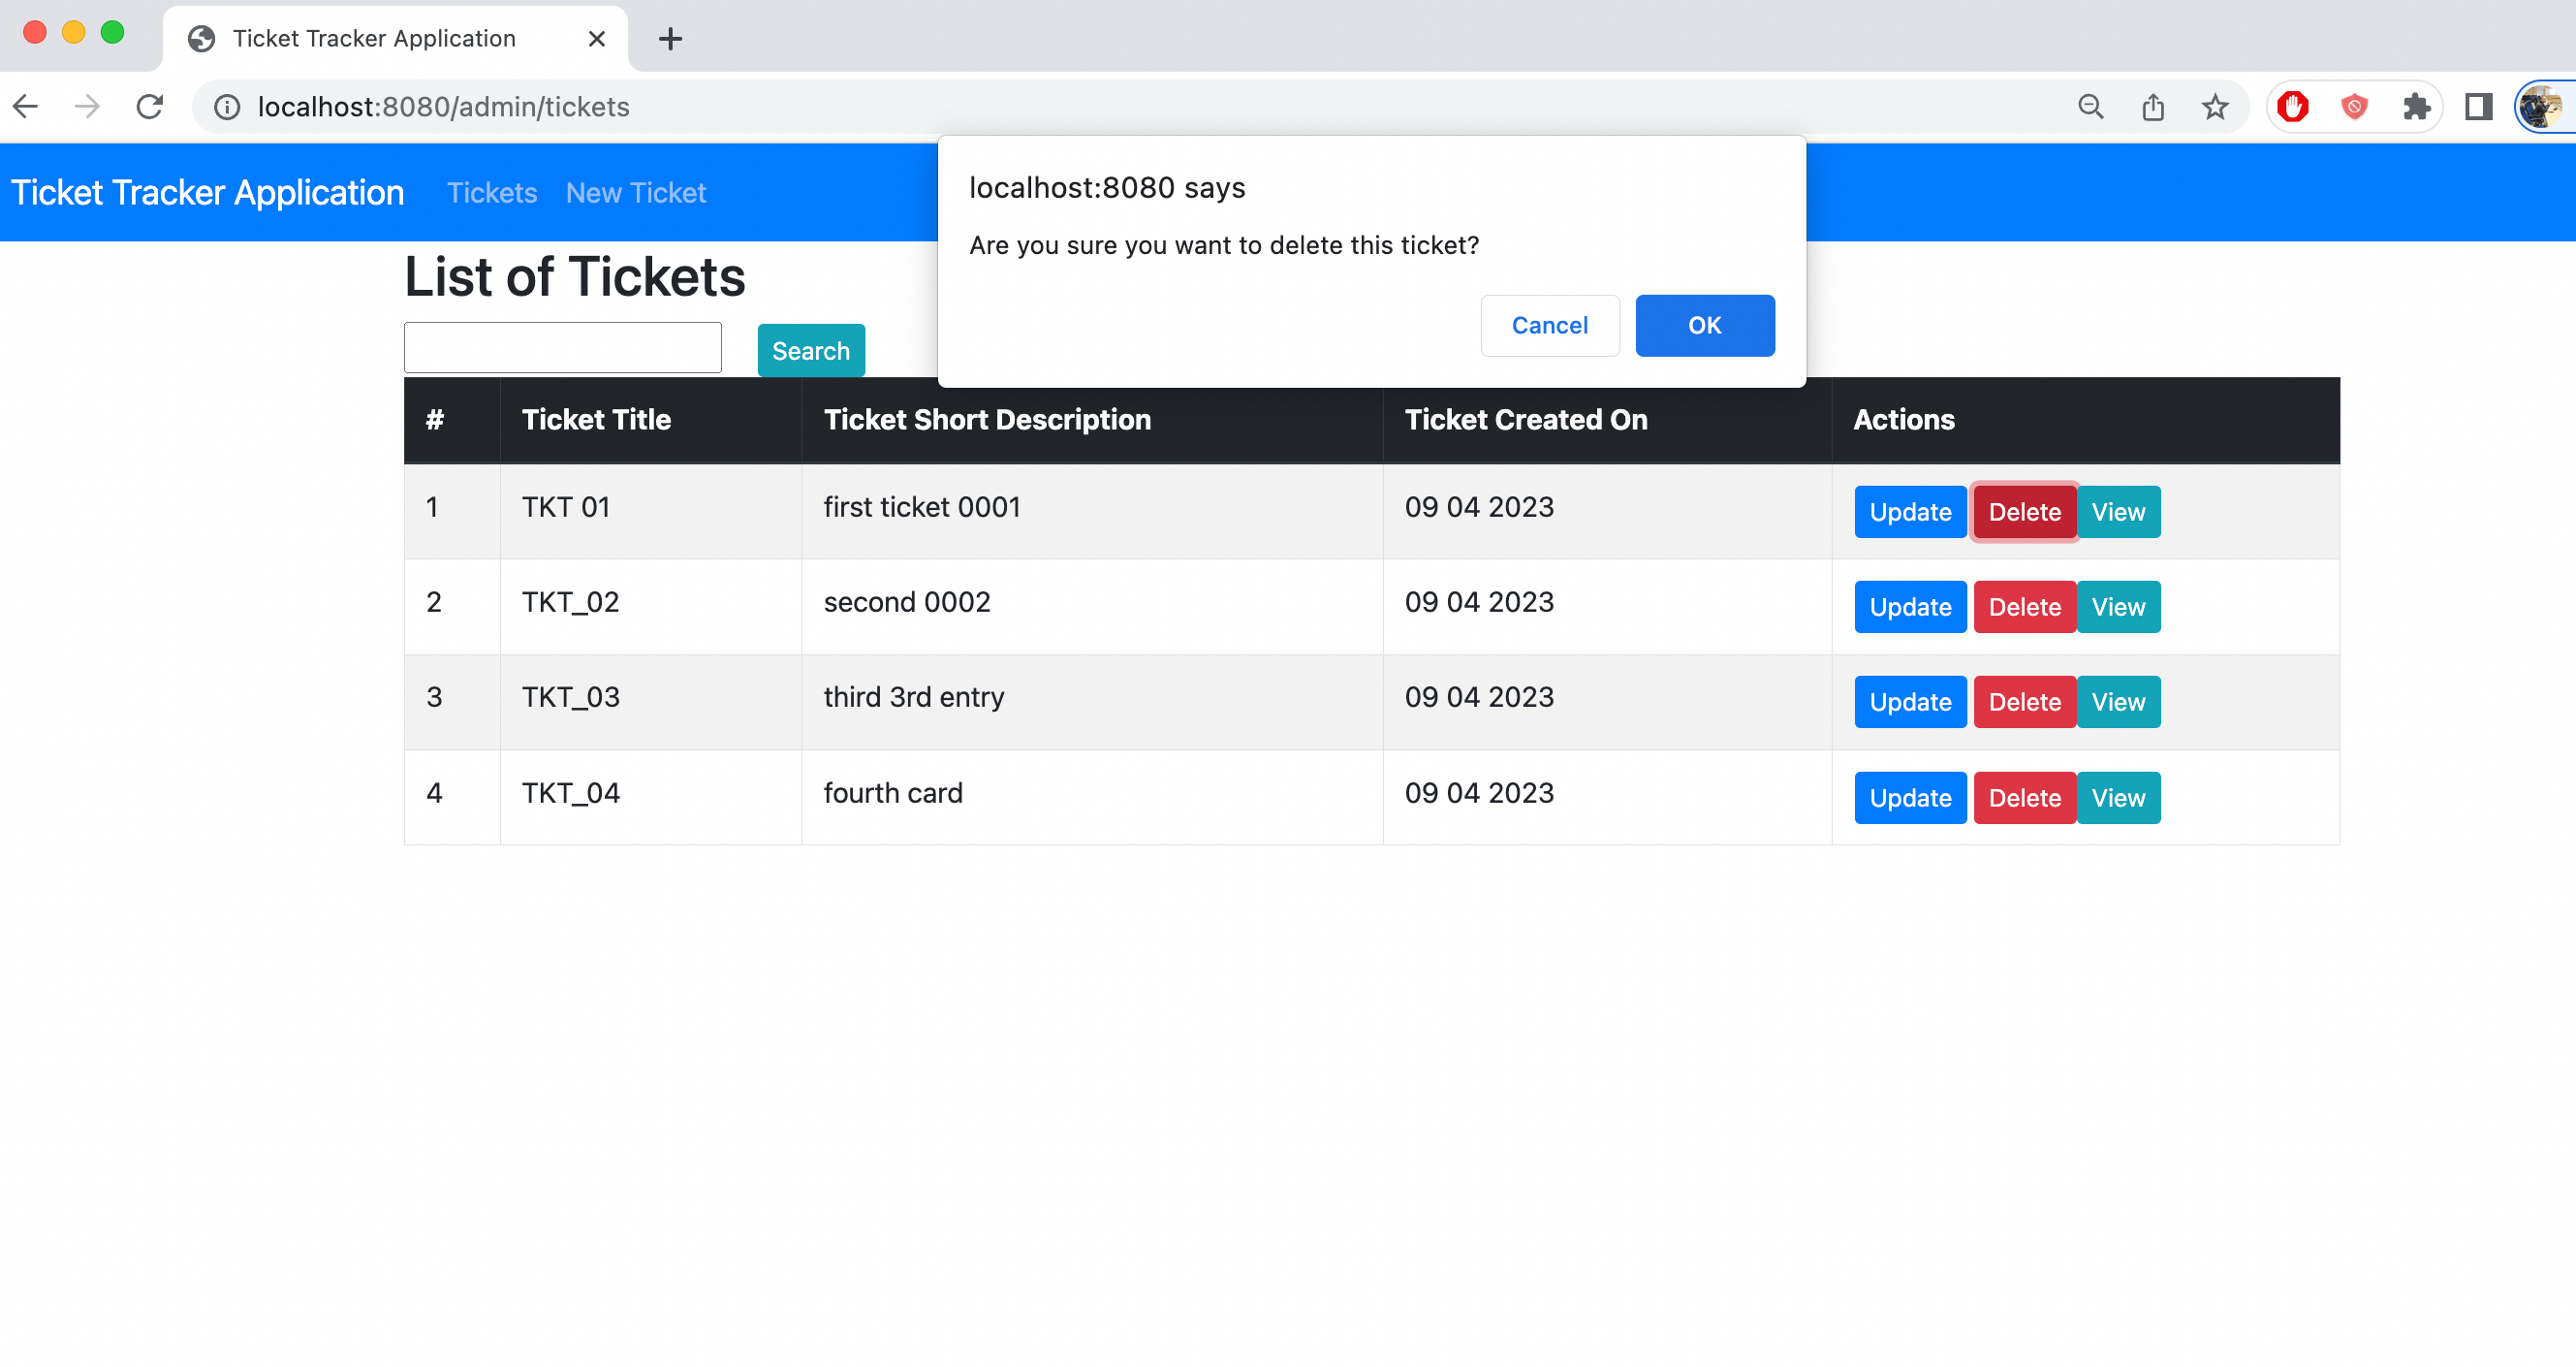 Ticket Tracker Application
localhost:8080/admin/tickets
Ticket Tracker Application Tickets New Ticket
localhost:8080 says
Are you sure you want to delete this ticket?
Cancel OK
List of Tickets
Search
# Ticket Title Ticket Short Description Ticket Created On Actions
1 TKT 01 first ticket 0001 09 04 2023 Update Delete View
2 TKT_02 second 0002 09 04 2023 Update Delete View
3 TKT_03 third 3rd entry 09 04 2023 Update Delete View
4 TKT_04 fourth card 09 04 2023 Update Delete View